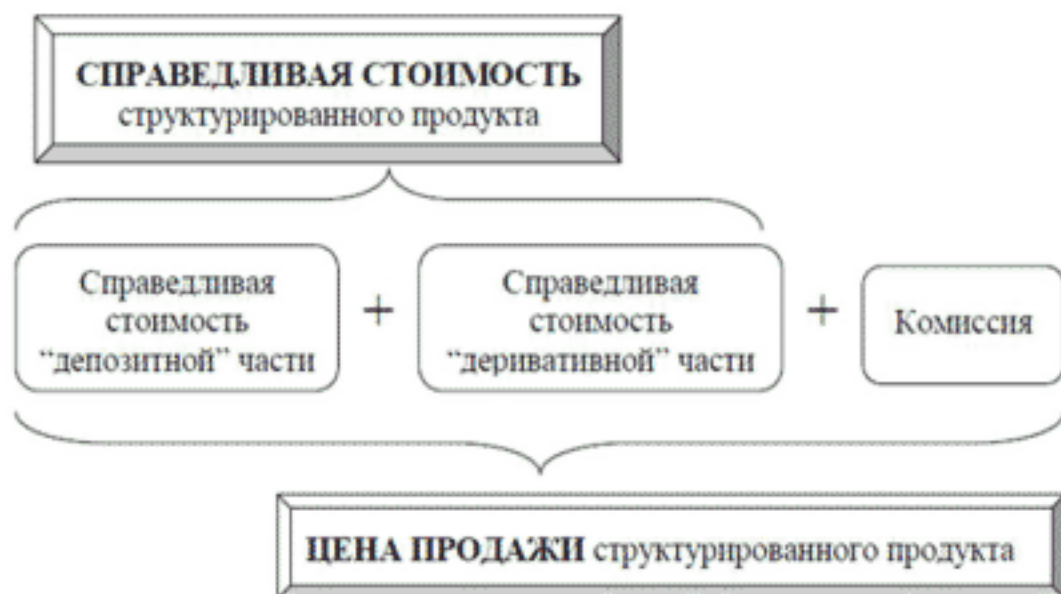 СПРАВЕДЛИВАЯ СТОИМОСТЬ
структурированного продукта
Справедливая
стоимость
“депозитной” части
+
Справедливая
стоимость
“деривативной” части
+
Комиссия
ЦЕНА ПРОДАЖИ структурированного продукта